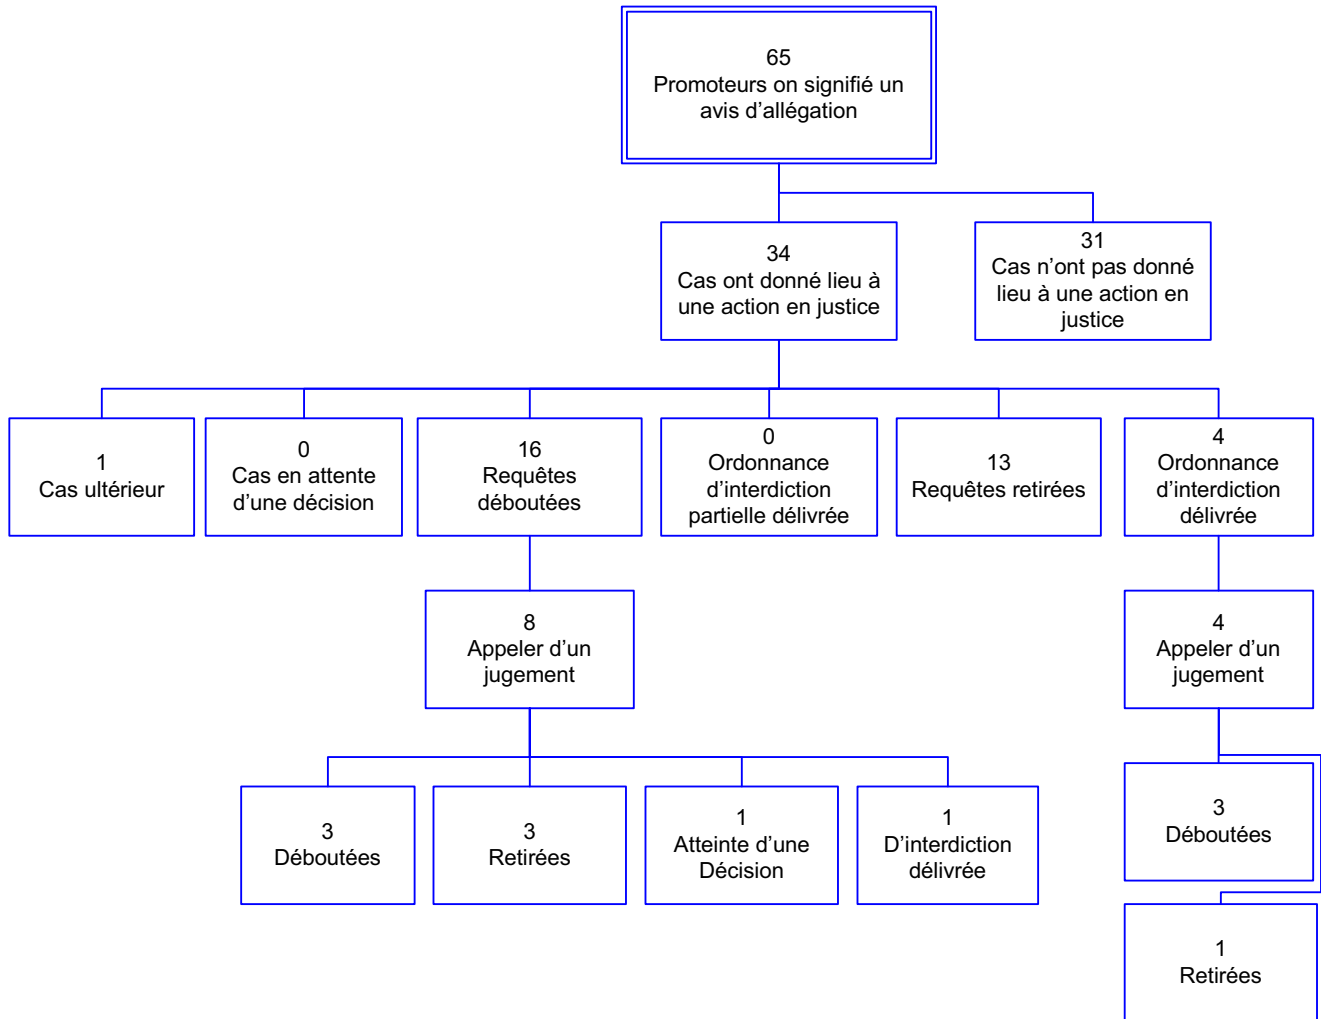 65
Promoteurs on signifié un
avis d'allégation
34
Cas ont donné lieu à
une action en justice
31
Cas n'ont pas donné
lieu à une action en
justice
1
Cas ultérieur
0
Cas en attente
d'une décision
16
Requêtes
déboutées
0
Ordonnance
d'interdiction
partielle délivrée
13
Requêtes retirées
4
Ordonnance
d'interdiction
délivrée
8
Appeler d'un
jugement
4
Appeler d'un
jugement
3
Déboutées
3
Retirées
1
Atteinte d'une
Décision
1
D'interdiction
délivrée
3
Déboutées
1
Retirées